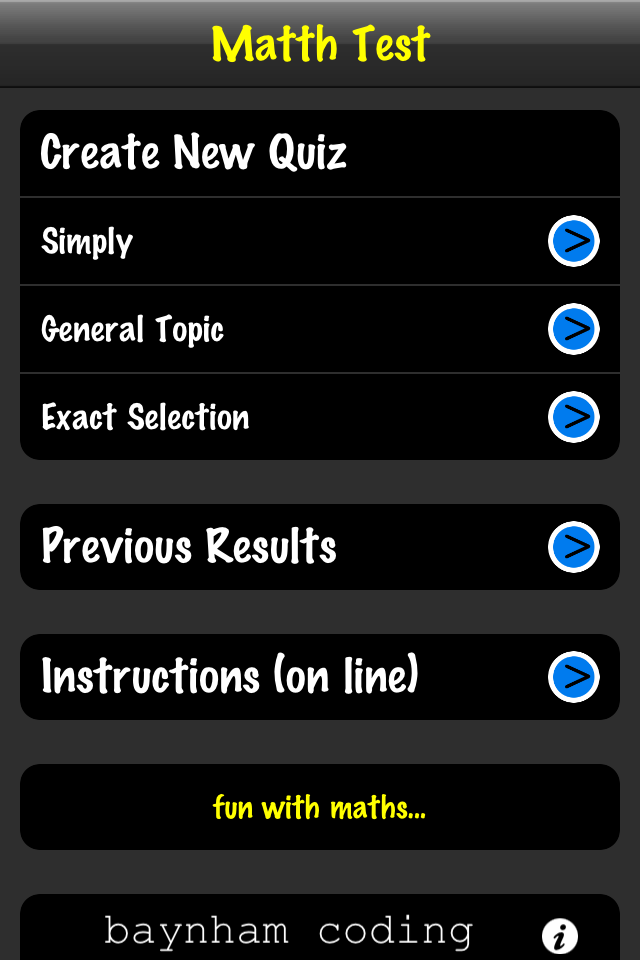 Matth Test
Create New Quiz
Simply
>
General Topic
>
Exact Selection
>
Previous Results
>
Instructions (on line)
>
fun with maths...
baynham coding
i